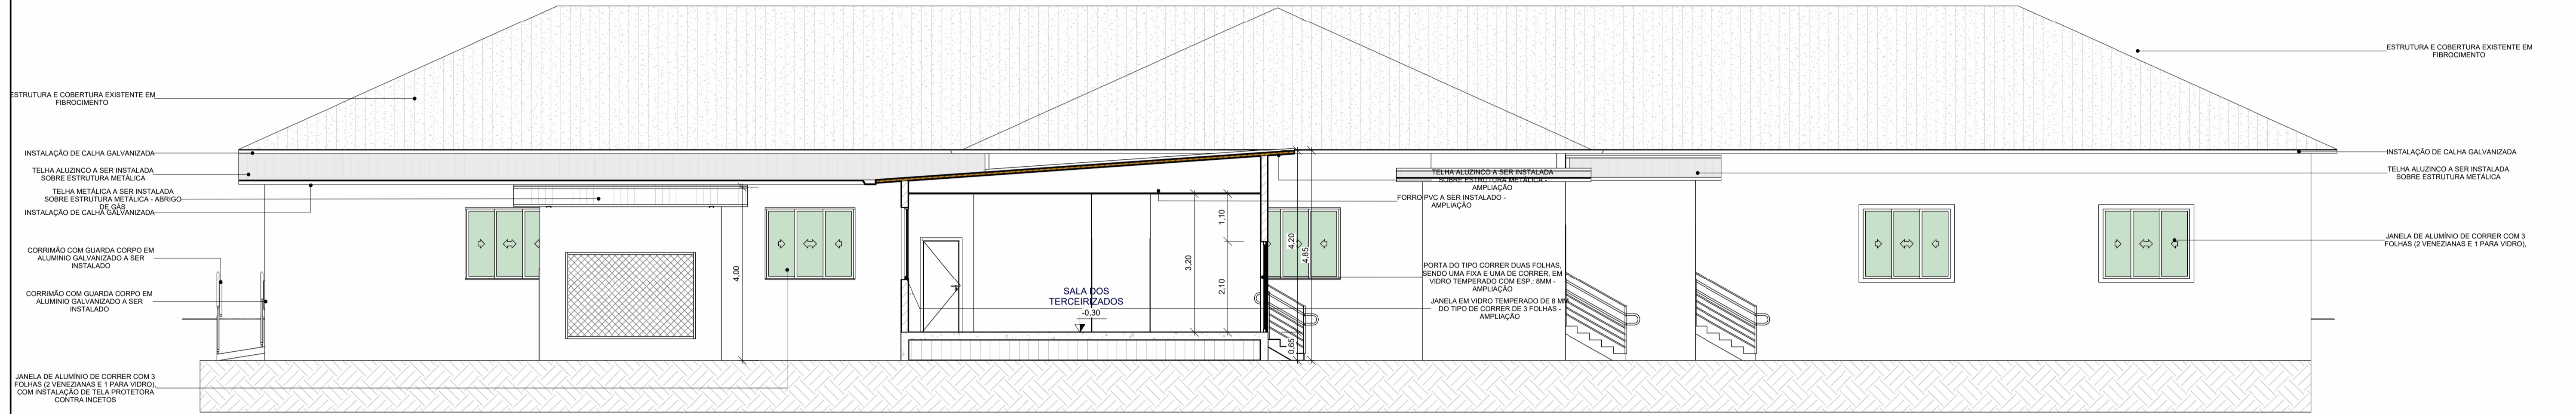 ESTRUTURA E COBERTURA EXISTENTE EM
FIBROCIMENTO
INSTALAÇÃO DE CALHA GALVANIZADA
TELHA ALUZINCO A SER INSTALADA
SOBRE ESTRUTURA METÁLICA
TELHA METÁLICA A SER INSTALADA
SOBRE ESTRUTURA METÁLICA - ABRIGO
DE GÁS
INSTALAÇÃO DE CALHA GALVANIZADA
CORRIMÃO COM GUARDA CORPO EM
ALUMINIO GALVANIZADO A SER
INSTALADO
CORRIMÃO COM GUARDA CORPO EM
ALUMINIO GALVANIZADO A SER
INSTALADO
JANELA DE ALUMÍNIO DE CORRER COM 3
FOLHAS (2 VENEZIANAS E 1 PARA VIDRO),
COM INSTALAÇÃO DE TELA PROTETORA
CONTRA INCETOS
4,00
SALA DOS
TERCEIRIZADOS
-0,30
3,20
1,10
2,10
4,20
4,85
0,65
TELHA ALUZINCO A SER INSTALADA
SOBRE ESTRUTURA METÁLICA -
AMPLIAÇÃO
FORRO PVC A SER INSTALADO -
AMPLIAÇÃO
PORTA DO TIPO CORRER DUAS FOLHAS,
SENDO UMA FIXA E UMA DE CORRER, EM
VIDRO TEMPERADO COM ESP.: 8MM -
AMPLIAÇÃO
JANELA EM VIDRO TEMPERADO DE 8 MM
DO TIPO DE CORRER DE 3 FOLHAS -
AMPLIAÇÃO
ESTRUTURA E COBERTURA EXISTENTE EM
FIBROCIMENTO
INSTALAÇÃO DE CALHA GALVANIZADA
TELHA ALUZINCO A SER INSTALADA
SOBRE ESTRUTURA METÁLICA
JANELA DE ALUMÍNIO DE CORRER COM 3
FOLHAS (2 VENEZIANAS E 1 PARA VIDRO),